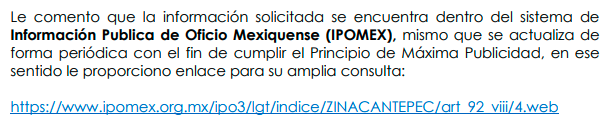 Le comento que la información solicitada se encuentra dentro del sistema de
Información Publica de Oficio Mexiquense (IPOMEX), mismo que se actualiza de
forma periódica con el fin de cumplir el Principio de Máxima Publicidad, en ese
sentido le proporciono enlace para su amplia consulta:
https://www.ipomex.org.mx/ipo3/lgt/indice/ZINACANTEPEC/art_92_viii/4.web